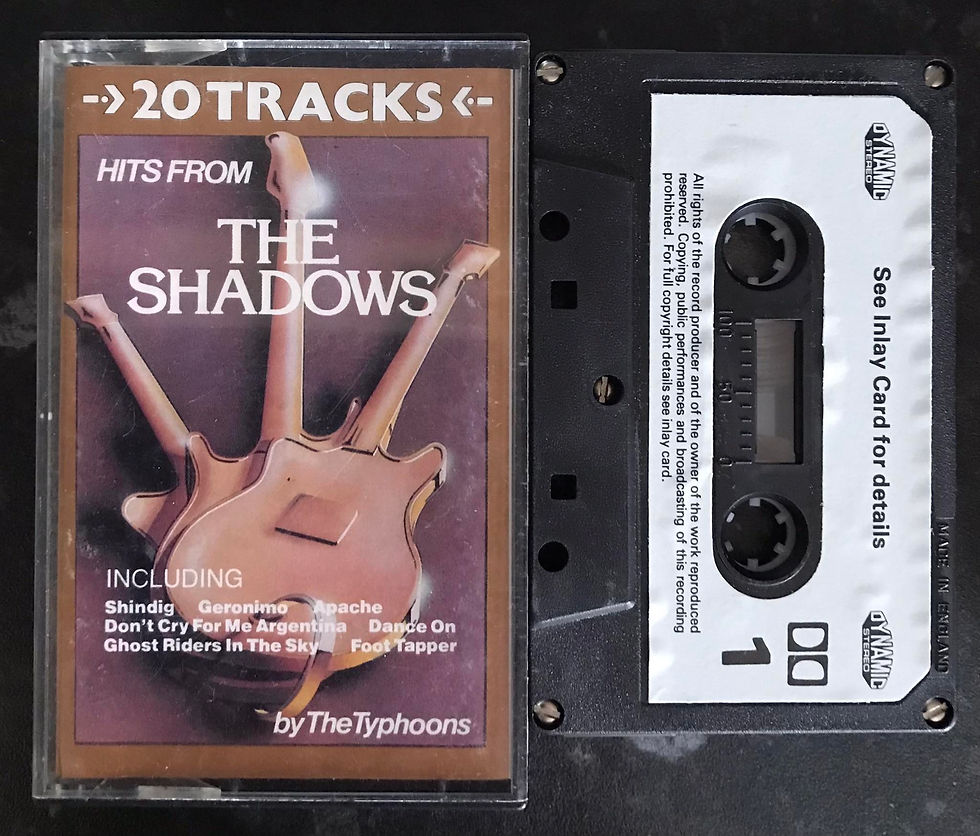 20 TRACKS
HITS FROM
THE
SHADOWS
INCLUDING
Shindig Geronimo Apache
Don't Cry For Me Argentina Dance On
Ghost Riders In The Sky Foot Tapper
by The Typhoons
DYNAMIC
STEREO
See Inlay Card for details
DYNAMIC
STEREO
All rights of the record producer and of the owner of the work reproduced
reserved. Copying, public performances and broadcasting of this recording
prohibited. For full copyright details see inlay card.
100 50 0
1
MADE IN ENGLAND